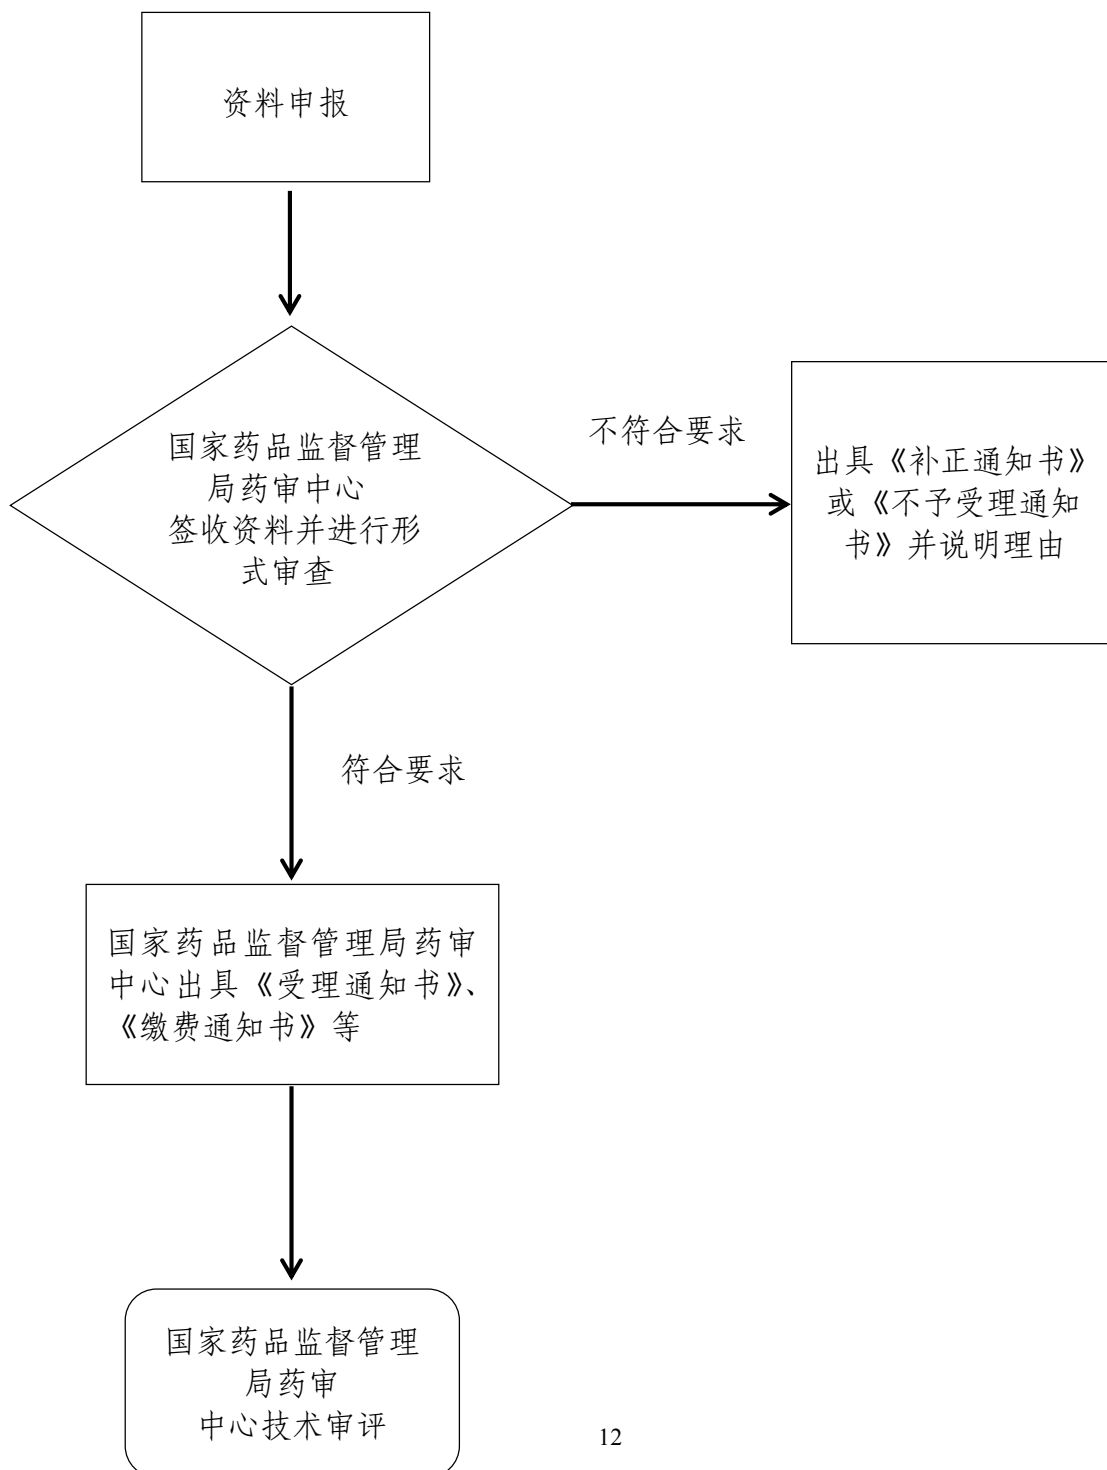 资料申报
国家药品监督管理
局药审中心
签收资料并进行形
式审查
不符合要求
出具《补正通知书》
或《不予受理通知
书》并说明理由
符合要求
国家药品监督管理局药审
中心出具《受理通知书》、
《缴费通知书》等
国家药品监督管理
局药审
中心技术审评
12